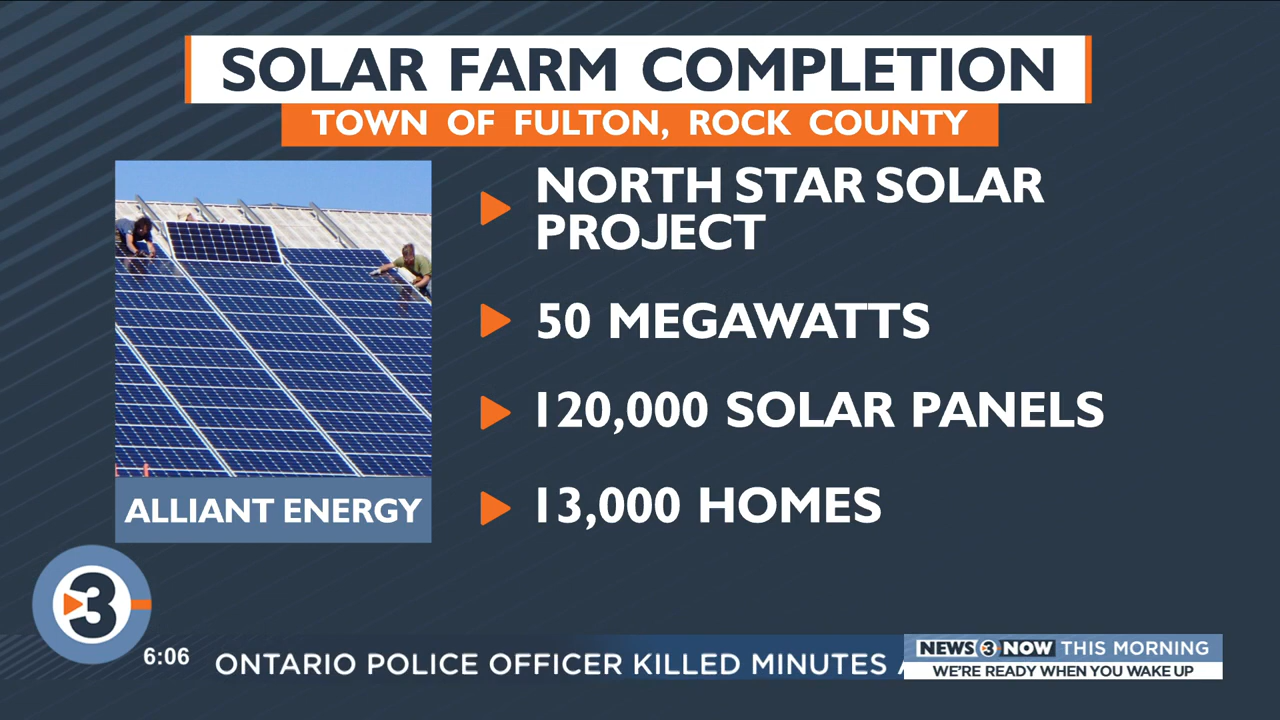 SOLAR FARM COMPLETION
TOWN OF FULTON, ROCK COUNTY
NORTH STAR SOLAR
PROJECT
50 MEGAWATTS
120,000 SOLAR PANELS
13,000 HOMES
ALLIANT ENERGY
3
6:06
ONTARIO POLICE OFFICER KILLED MINUTES
NEWS 3 NOW THIS MORNING
WE'RE READY WHEN YOU WAKE UP